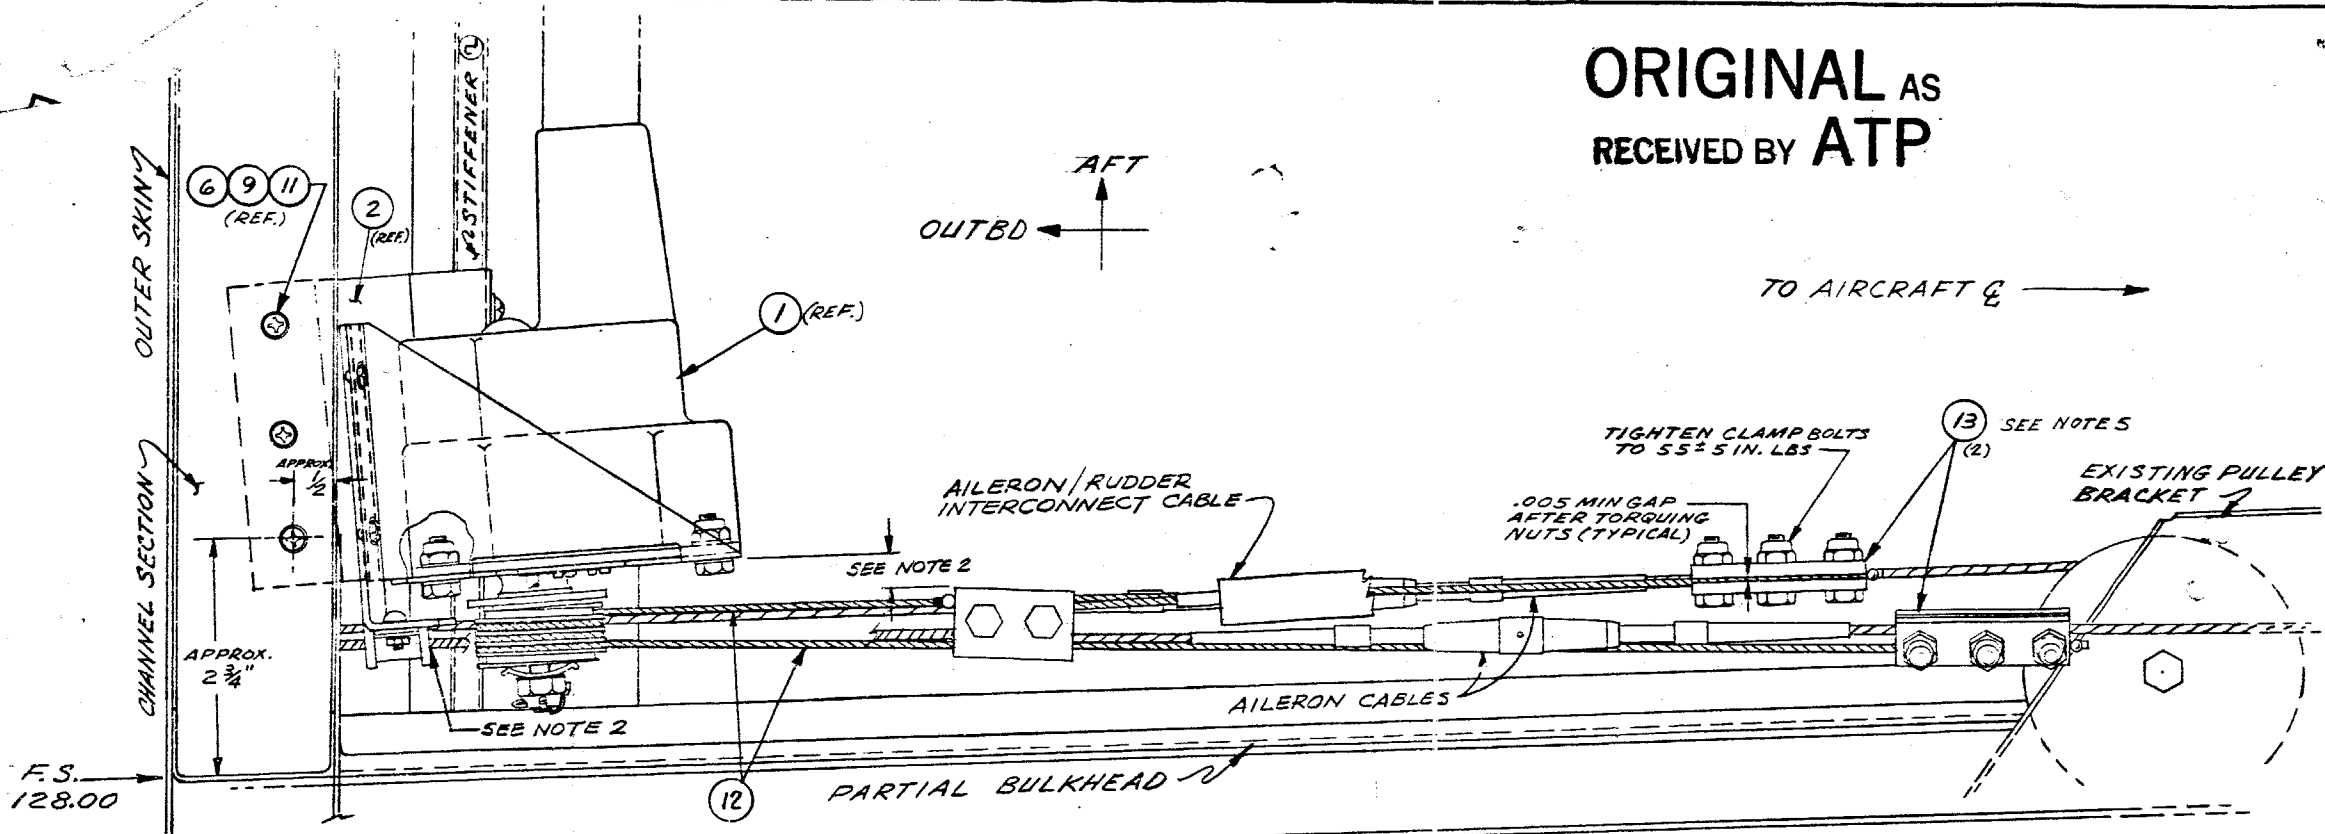 ORIGINAL AS
RECEIVED BY ATP
AFT
OUTBD
TO AIRCRAFT ℄
OUTER SKIN
CHANNEL SECTION
6 9 11
(REF.)
2
(REF.)
STIFFENER
1 (REF.)
APPROX.
1/2
APPROX.
2 3/4"
F.S.
128.00
SEE NOTE 2
SEE NOTE 2
12
PARTIAL BULKHEAD
AILERON/RUDDER
INTERCONNECT CABLE
AILERON CABLES
TIGHTEN CLAMP BOLTS
TO 55±5 IN. LBS
.005 MIN GAP
AFTER TORQUING
NUTS (TYPICAL)
13 SEE NOTE 5
(2)
EXISTING PULLEY
BRACKET